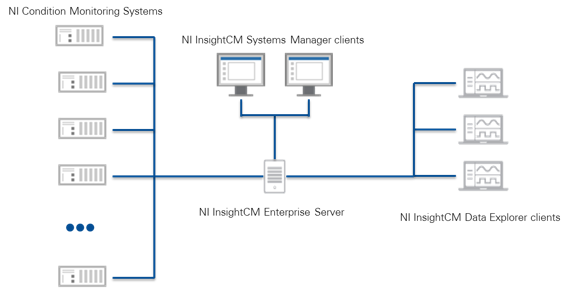 NI Condition Monitoring Systems
NI InsightCM Systems Manager clients
NI InsightCM Enterprise Server
NI InsightCM Data Explorer clients